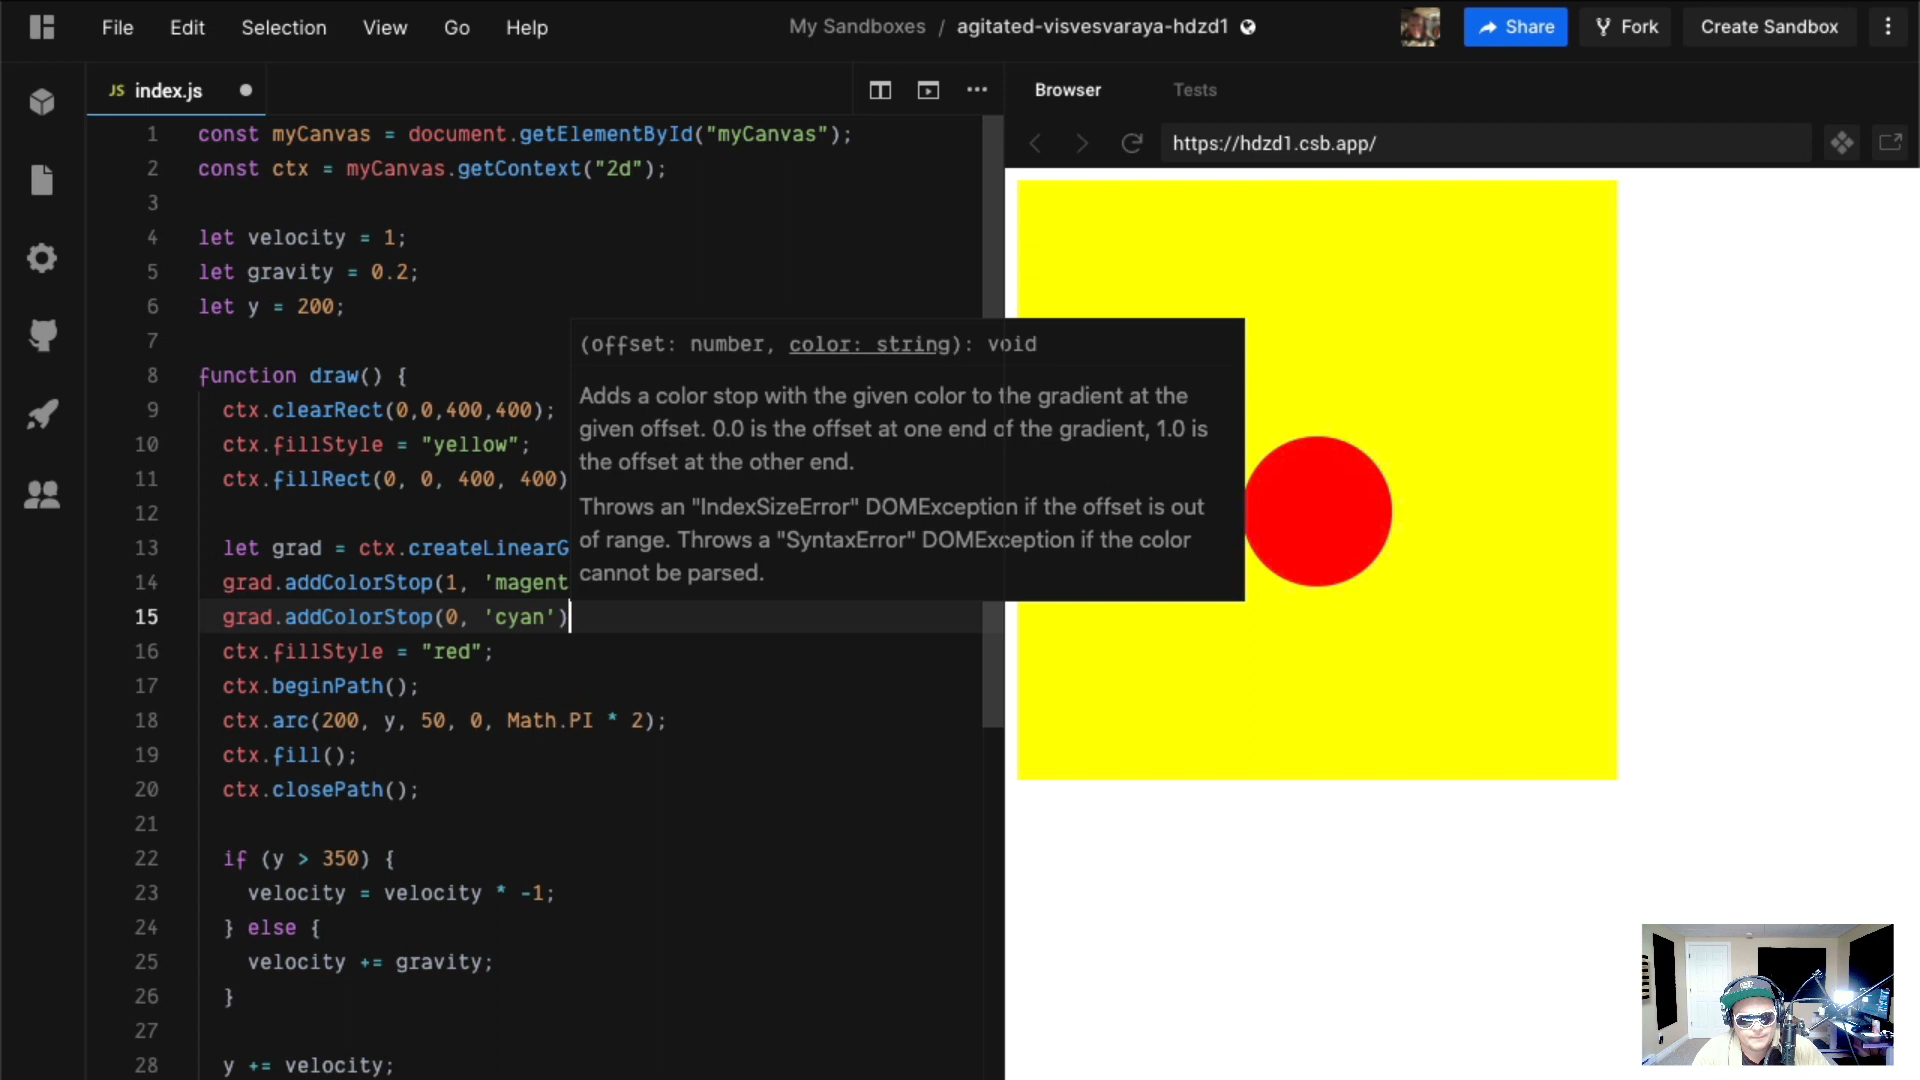 File Edit Selection View Go Help
My Sandboxes / agitated-visvesvaraya-hdzd1
Share Fork Create Sandbox
JS index.js
Browser Tests
https://hdzd1.csb.app/
1 const myCanvas = document.getElementById("myCanvas");
2 const ctx = myCanvas.getContext("2d");
3
4 let velocity = 1;
5 let gravity = 0.2;
6 let y = 200;
7
8 function draw() {
9 ctx.clearRect(0,0,400,400);
10 ctx.fillStyle = "yellow";
11 ctx.fillRect(0, 0, 400, 400)
12
13 let grad = ctx.createLinearG
14 grad.addColorStop(1, 'magent
15 grad.addColorStop(0, 'cyan')
16 ctx.fillStyle = "red";
17 ctx.beginPath();
18 ctx.arc(200, y, 50, 0, Math.PI * 2);
19 ctx.fill();
20 ctx.closePath();
21
22 if (y > 350) {
23 velocity = velocity * -1;
24 } else {
25 velocity += gravity;
26 }
27
28 y += velocity;
(offset: number, color: string): void
Adds a color stop with the given color to the gradient at the
given offset. 0.0 is the offset at one end of the gradient, 1.0 is
the offset at the other end.
Throws an "IndexSizeError" DOMException if the offset is out
of range. Throws a "SyntaxError" DOMException if the color
cannot be parsed.